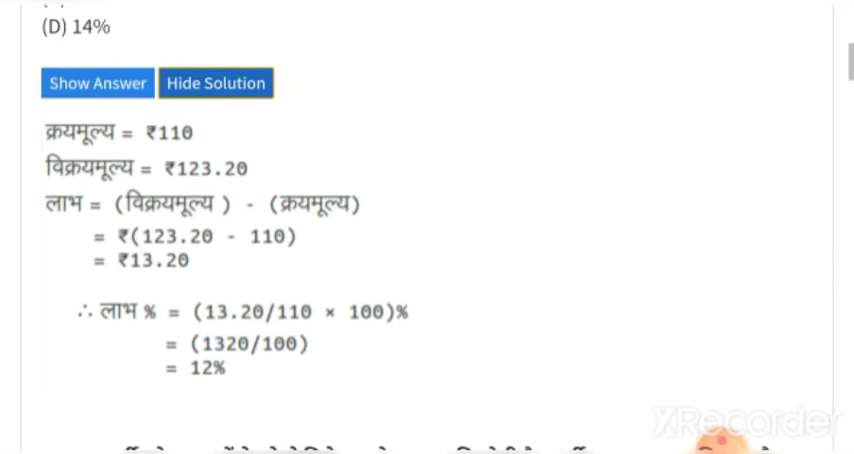 (D) 14%
Show Answer Hide Solution
क्रयमूल्य = ₹110
विक्रयमूल्य = ₹123.20
लाभ = (विक्रयमूल्य ) - (क्रयमूल्य)
= ₹(123.20 - 110)
= ₹13.20
∴ लाभ % = (13.20/110 × 100)%
= (1320/100)
= 12%
XRecorder